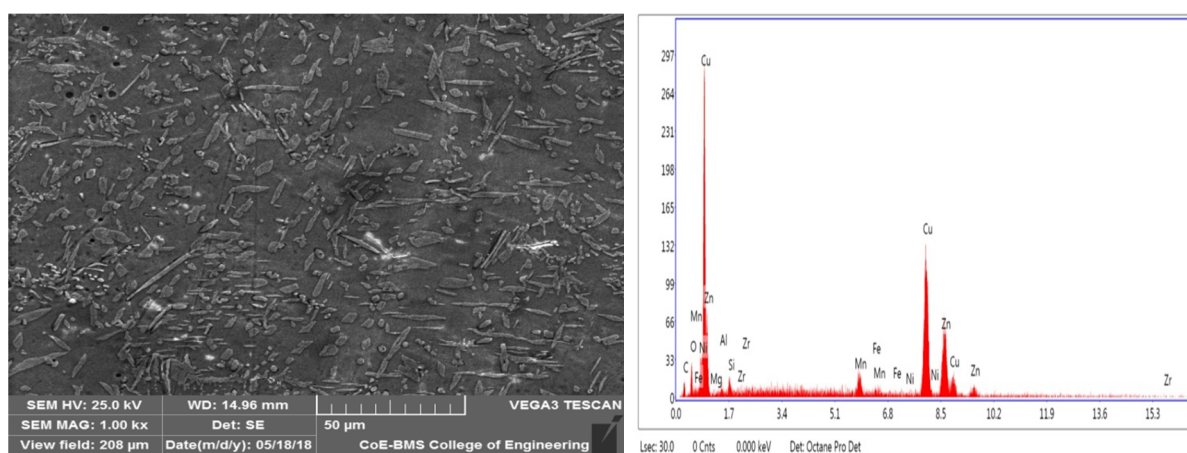 SEM HV: 25.0 kV WD: 14.96 mm VEGA3 TESCAN
SEM MAG: 1.00 kx Det: SE 50 µm
View field: 208 µm Date(m/d/y): 05/18/18 CoE-BMS College of Engineering
297
264
231
198
165
132
99
66
33
0
Cu
Zn
Mn
O
Ni
C
Fe
Mg
Al
Si
Zr
Zr
Mn
Fe
Mn
Fe
Ni
Cu
Ni
Zn
Cu
Zn
Zr
0.0 1.7 3.4 5.1 6.8 8.5 10.2 11.9 13.6 15.3
Lsec: 30.0 0 Cnts 0.000 keV Det: Octane Pro Det